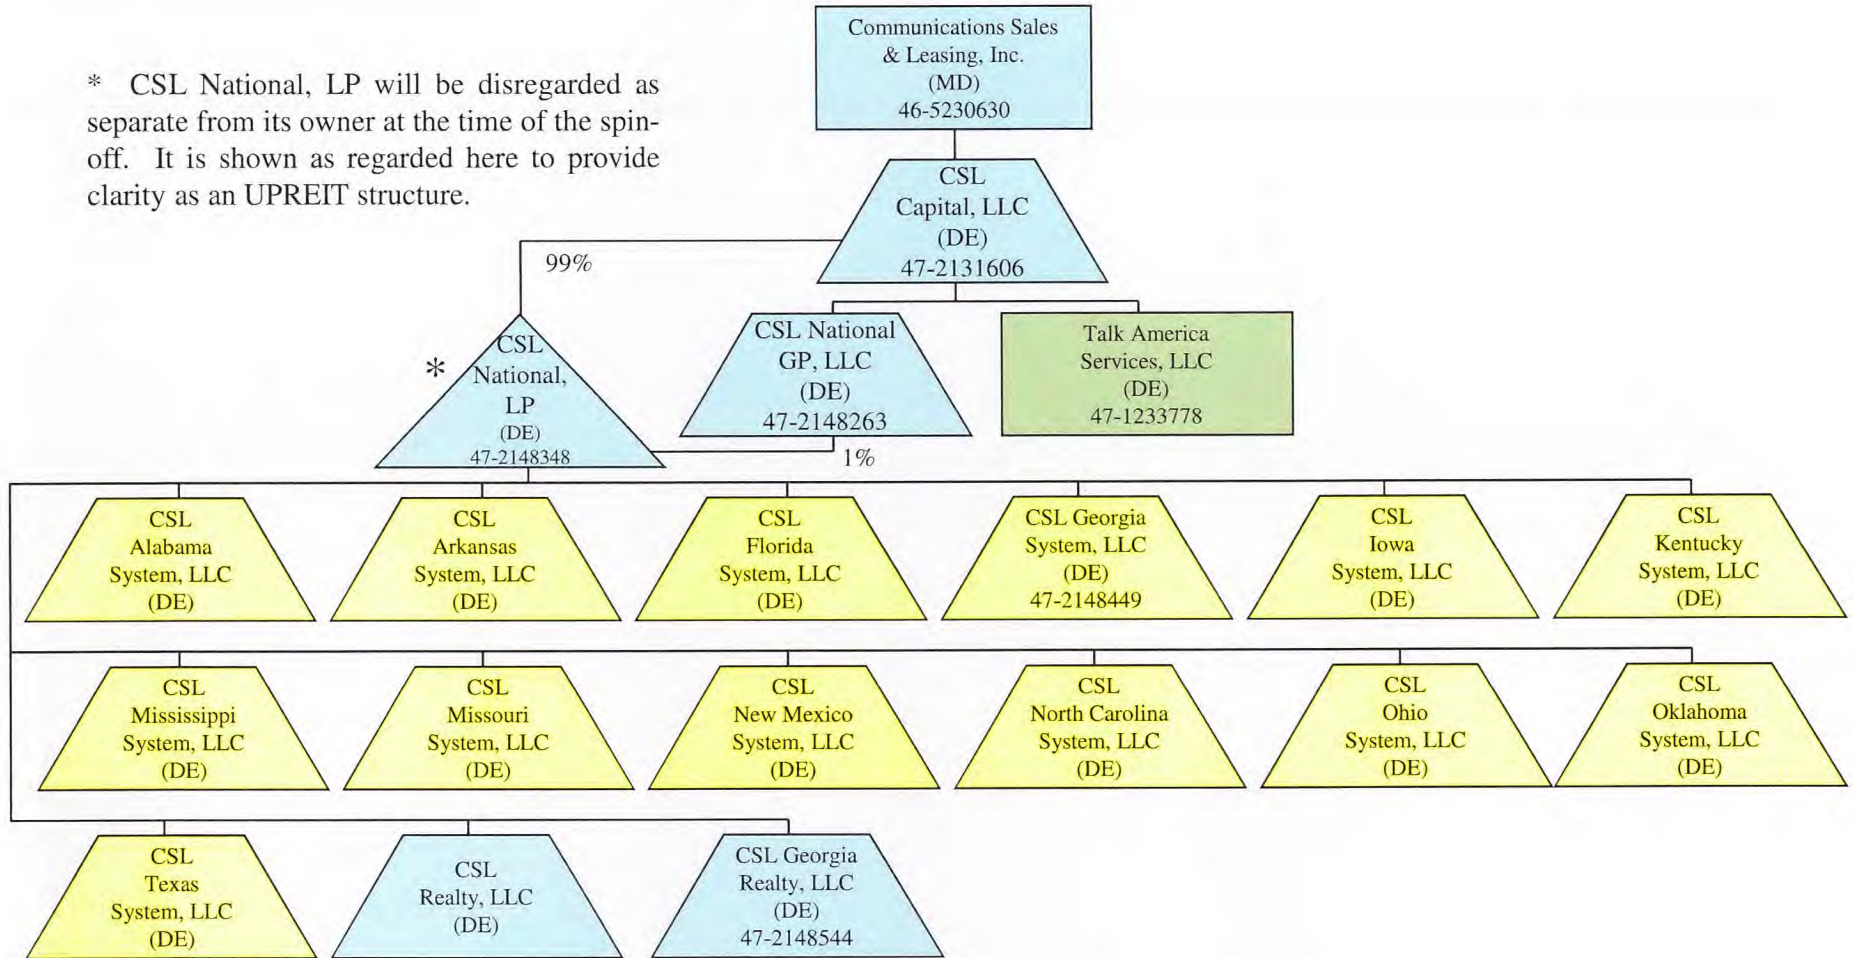 Communications Sales
& Leasing, Inc.
(MD)
46-5230630
* CSL National, LP will be disregarded as
separate from its owner at the time of the spin-
off. It is shown as regarded here to provide
clarity as an UPREIT structure.
CSL
Capital, LLC
(DE)
47-2131606
99%
*
CSL
National,
LP
(DE)
47-2148348
CSL National
GP, LLC
(DE)
47-2148263
1%
Talk America
Services, LLC
(DE)
47-1233778
CSL
Alabama
System, LLC
(DE)
CSL
Arkansas
System, LLC
(DE)
CSL
Florida
System, LLC
(DE)
CSL Georgia
System, LLC
(DE)
47-2148449
CSL
Iowa
System, LLC
(DE)
CSL
Kentucky
System, LLC
(DE)
CSL
Mississippi
System, LLC
(DE)
CSL
Missouri
System, LLC
(DE)
CSL
New Mexico
System, LLC
(DE)
CSL
North Carolina
System, LLC
(DE)
CSL
Ohio
System, LLC
(DE)
CSL
Oklahoma
System, LLC
(DE)
CSL
Texas
System, LLC
(DE)
CSL
Realty, LLC
(DE)
CSL Georgia
Realty, LLC
(DE)
47-2148544